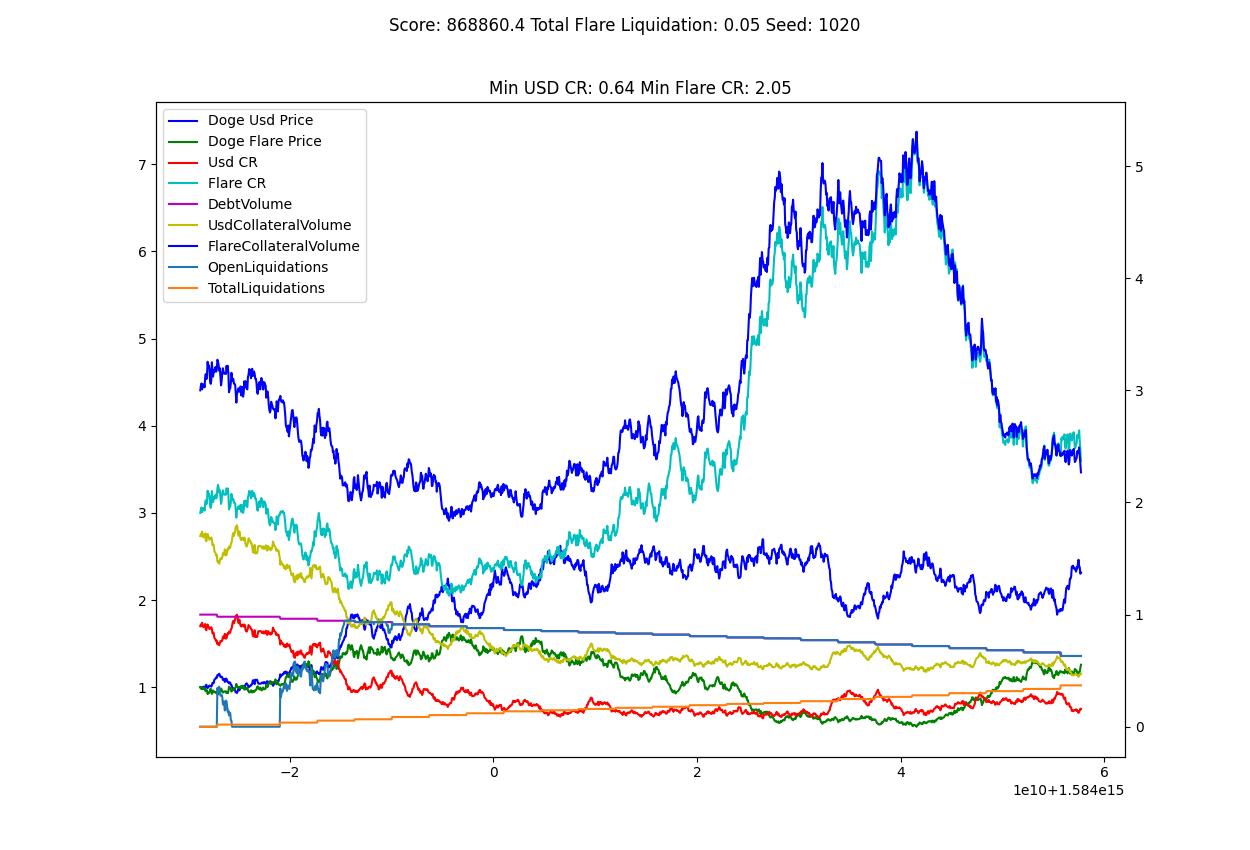 Score: 868860.4 Total Flare Liquidation: 0.05 Seed: 1020
Min USD CR: 0.64 Min Flare CR: 2.05
Doge Usd Price
Doge Flare Price
Usd CR
Flare CR
DebtVolume
UsdCollateralVolume
FlareCollateralVolume
OpenLiquidations
TotalLiquidations
7
6
5
4
3
2
1
5
4
3
2
1
0
−2
0
2
4
6
1e10+1.584e15